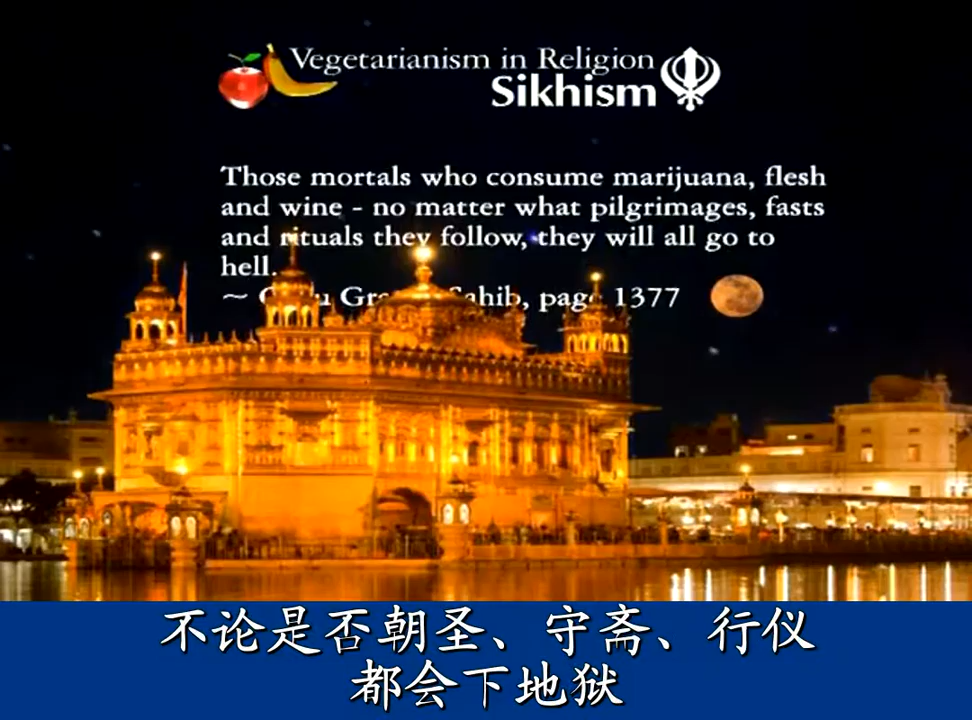 Vegetarianism in Religion
Sikhism
Those mortals who consume marijuana, flesh
and wine - no matter what pilgrimages, fasts
and rituals they follow, they will all go to
hell.
~ Sahib, page 1377
不论是否朝圣、守斋、行仪
都会下地狱